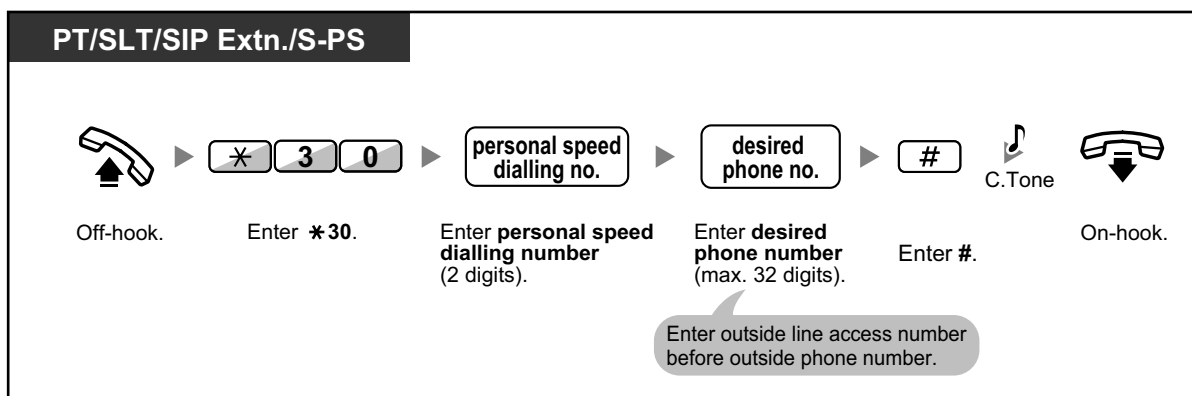 PT/SLT/SIP Extn./S-PS
✳ 3 0
personal speed
dialling no.
desired
phone no.
#
C.Tone
Off-hook.
Enter ✳30.
Enter personal speed
dialling number
(2 digits).
Enter desired
phone number
(max. 32 digits).
Enter #.
On-hook.
Enter outside line access number
before outside phone number.